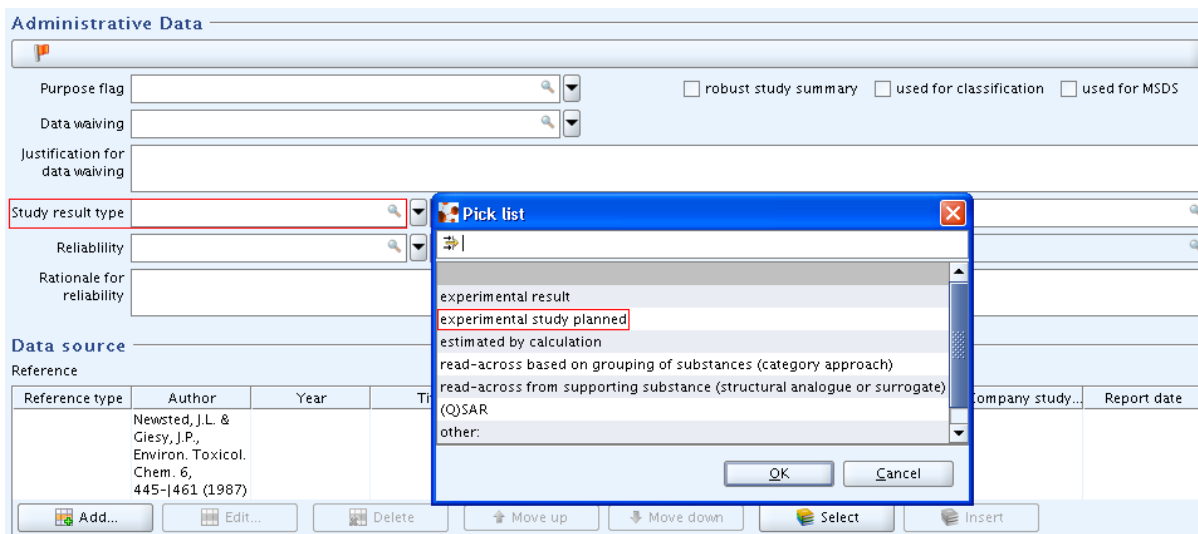 Administrative Data
Purpose flag
robust study summary used for classification used for MSDS
Data waiving
Justification for
data waiving
Study result type
Reliablility
Rationale for
reliability
Pick list
experimental result
experimental study planned
estimated by calculation
read-across based on grouping of substances (category approach)
read-across from supporting substance (structural analogue or surrogate)
(Q)SAR
other:
OK Cancel
Data source
Reference
Reference type Author Year Report date
study...
Newsted, J.L. &
Giesy, J.P.,
Environ. Toxicol.
Chem. 6,
445-|461 (1987)
Add... Edit... Delete Move up Move down Select Insert